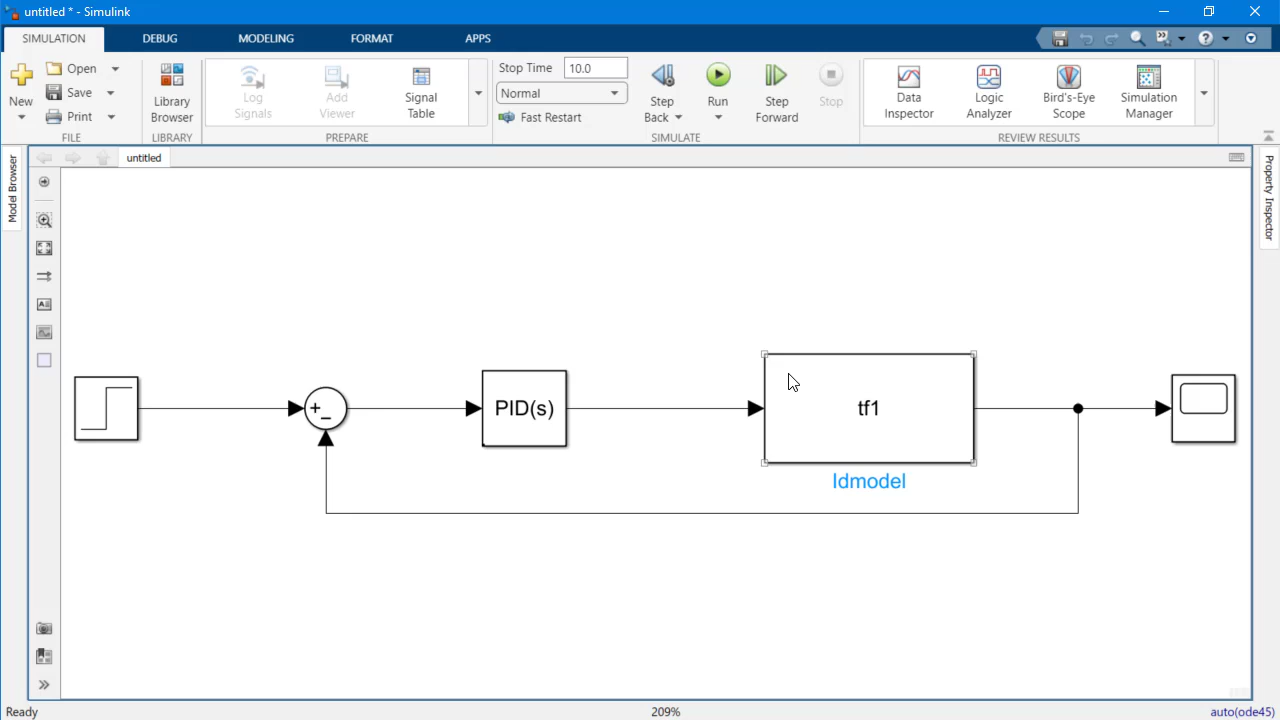 untitled * - Simulink
SIMULATION DEBUG MODELING FORMAT APPS
New
Open
Save
Print
FILE
Library Browser
LIBRARY
Log Signals
Add Viewer
Signal Table
PREPARE
Stop Time 10.0
Normal
Fast Restart
Step Back
Run
Step Forward
Stop
SIMULATE
Data Inspector
Logic Analyzer
Bird's-Eye Scope
Simulation Manager
REVIEW RESULTS
Model Browser
untitled
Property Inspector
PID(s)
tf1
Idmodel
Ready 209% auto(ode45)